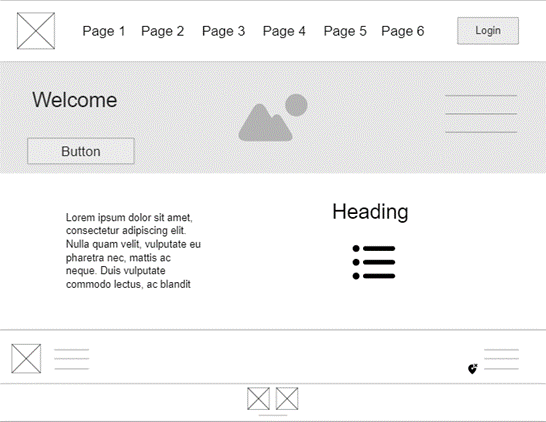 Page 1 Page 2 Page 3 Page 4 Page 5 Page 6 Login
Welcome
Button
Heading
Lorem ipsum dolor sit amet,
consectetur adipiscing elit.
Nulla quam velit, vulputate eu
pharetra nec, mattis ac
neque. Duis vulputate
commodo lectus, ac blandit